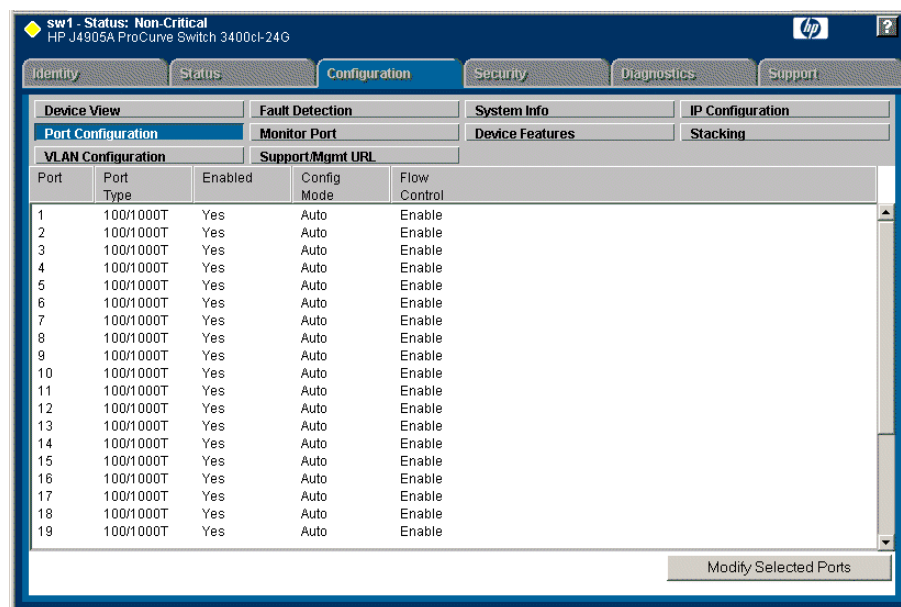 sw1 - Status: Non-Critical
HP J4905A ProCurve Switch 3400cl-24G
hp
?
Identity Status Configuration Security Diagnostics Support
Device View Fault Detection System Info IP Configuration
Port Configuration Monitor Port Device Features Stacking
VLAN Configuration Support/Mgmt URL
Port Port Enabled Config Flow
Type Mode Control
1 100/1000T Yes Auto Enable
2 100/1000T Yes Auto Enable
3 100/1000T Yes Auto Enable
4 100/1000T Yes Auto Enable
5 100/1000T Yes Auto Enable
6 100/1000T Yes Auto Enable
7 100/1000T Yes Auto Enable
8 100/1000T Yes Auto Enable
9 100/1000T Yes Auto Enable
10 100/1000T Yes Auto Enable
11 100/1000T Yes Auto Enable
12 100/1000T Yes Auto Enable
13 100/1000T Yes Auto Enable
14 100/1000T Yes Auto Enable
15 100/1000T Yes Auto Enable
16 100/1000T Yes Auto Enable
17 100/1000T Yes Auto Enable
18 100/1000T Yes Auto Enable
19 100/1000T Yes Auto Enable
Modify Selected Ports